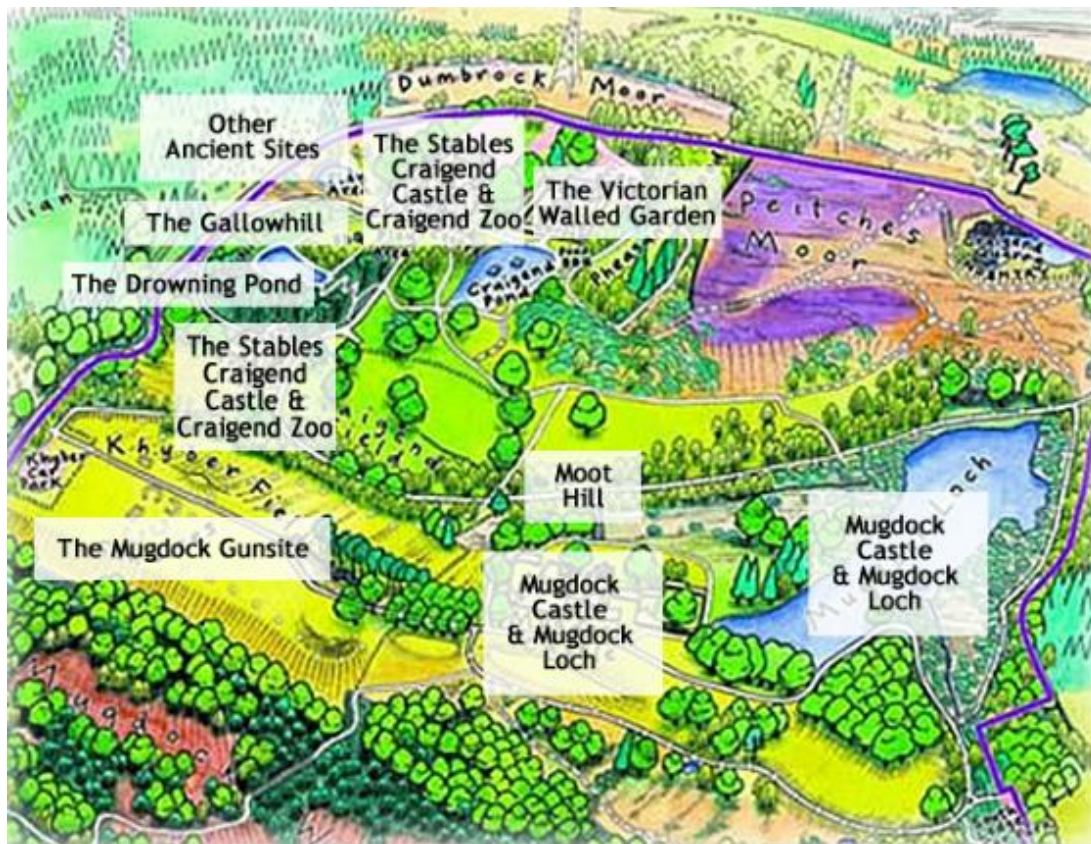 Dumbrock Moor
Other
Ancient Sites
The Stables
Craigend
Castle &
Craigend Zoo
The Victorian
Walled Garden
Peitches
Moor
The Gallowhill
The Drowning Pond
Craigend
Pond
The Stables
Craigend
Castle &
Craigend Zoo
Khyber
Car
Park
Moot
Hill
Loch
The Mugdock Gunsite
Mugdock
Castle
& Mugdock
Loch
Mugdock
Castle
& Mugdock
Loch